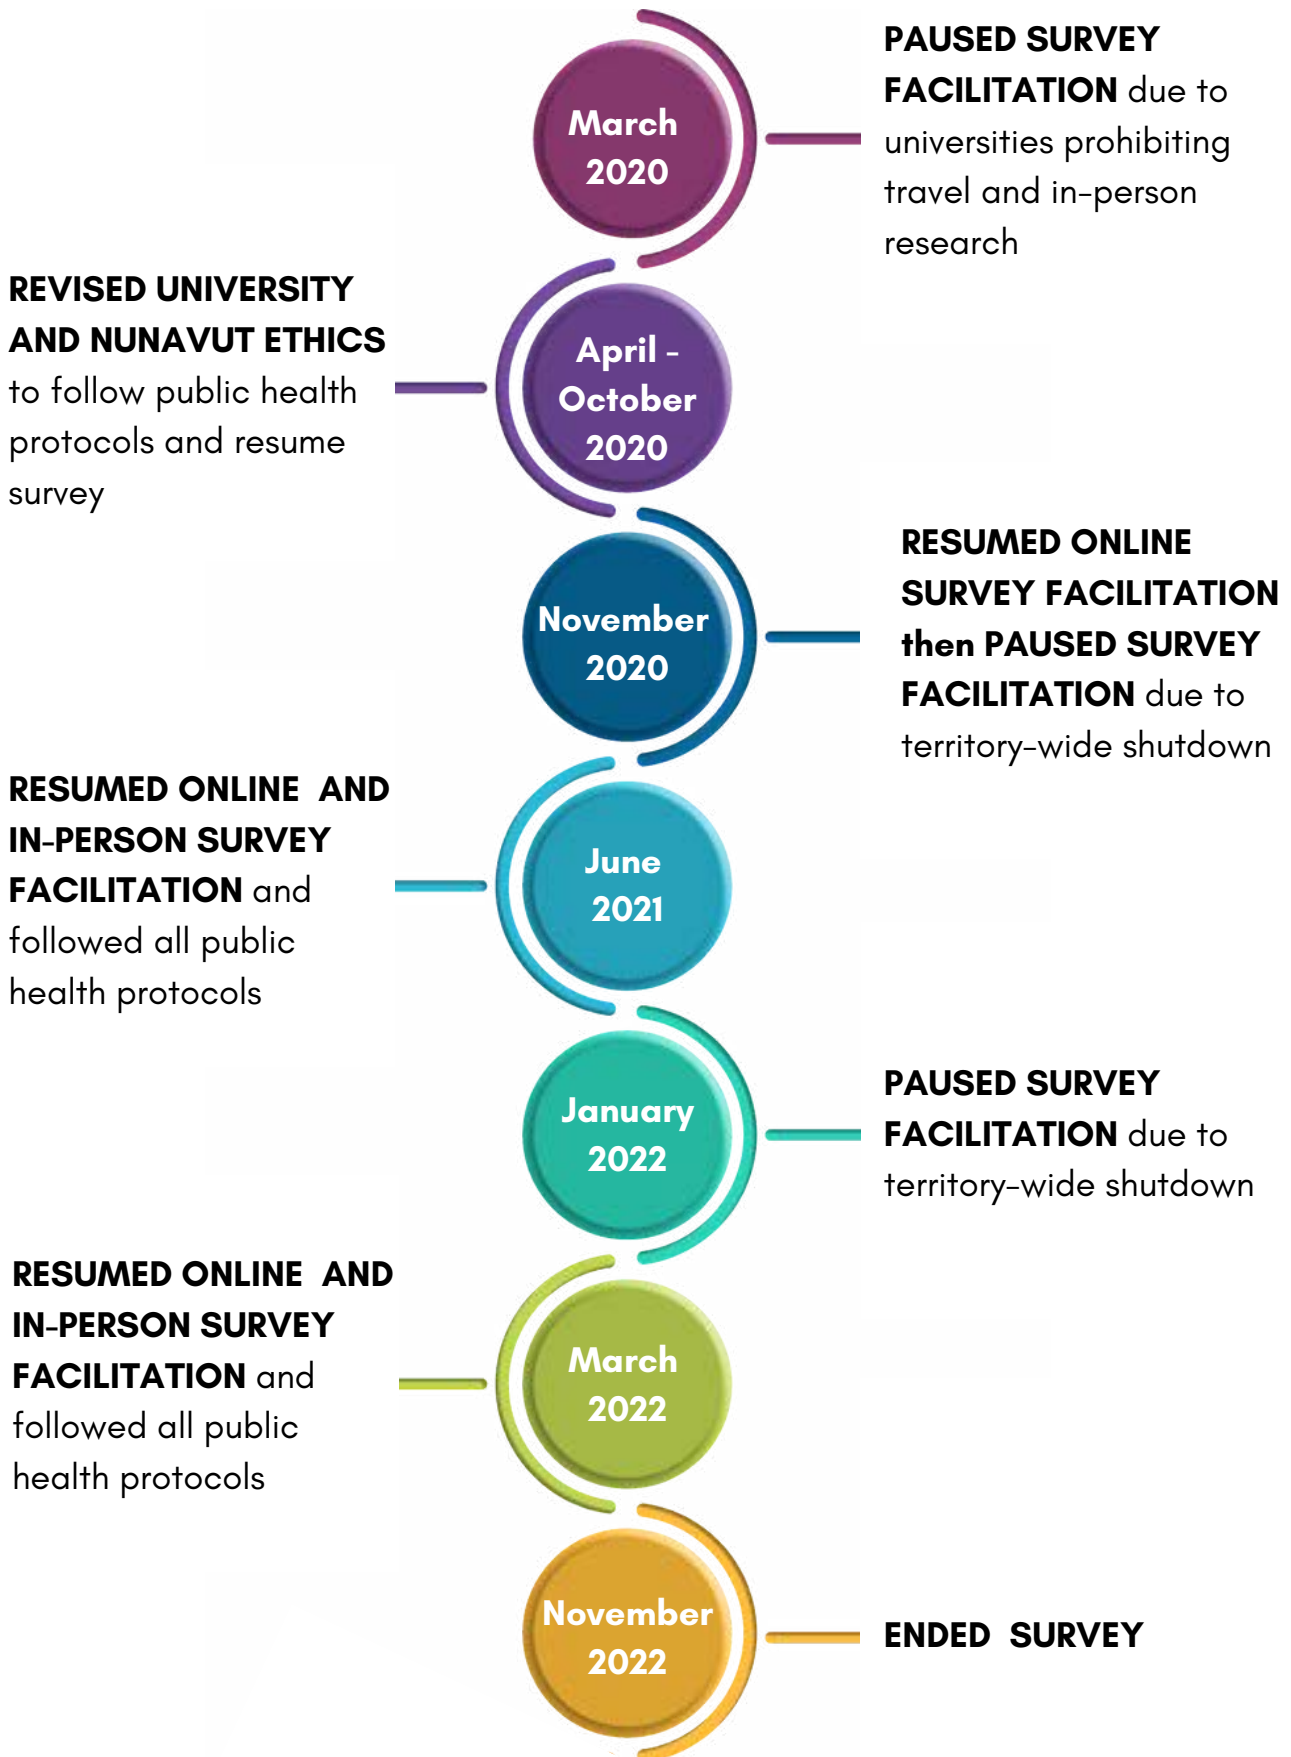 March
2020
PAUSED SURVEY
FACILITATION due to
universities prohibiting
travel and in-person
research
April -
October
2020
REVISED UNIVERSITY
AND NUNAVUT ETHICS
to follow public health
protocols and resume
survey
November
2020
RESUMED ONLINE
SURVEY FACILITATION
then PAUSED SURVEY
FACILITATION due to
territory-wide shutdown
June
2021
RESUMED ONLINE AND
IN-PERSON SURVEY
FACILITATION and
followed all public
health protocols
January
2022
PAUSED SURVEY
FACILITATION due to
territory-wide shutdown
March
2022
RESUMED ONLINE AND
IN-PERSON SURVEY
FACILITATION and
followed all public
health protocols
November
2022
ENDED SURVEY